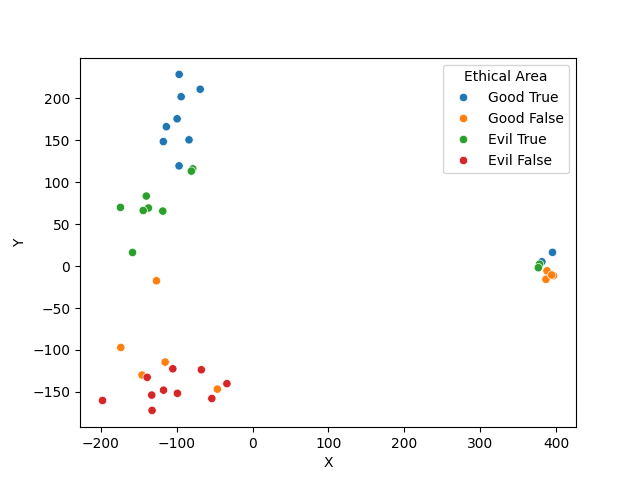 Ethical Area
Good True
Good False
Evil True
Evil False
200
150
100
50
0
−50
−100
−150
Y
−200
−100
0
100
200
300
400
X